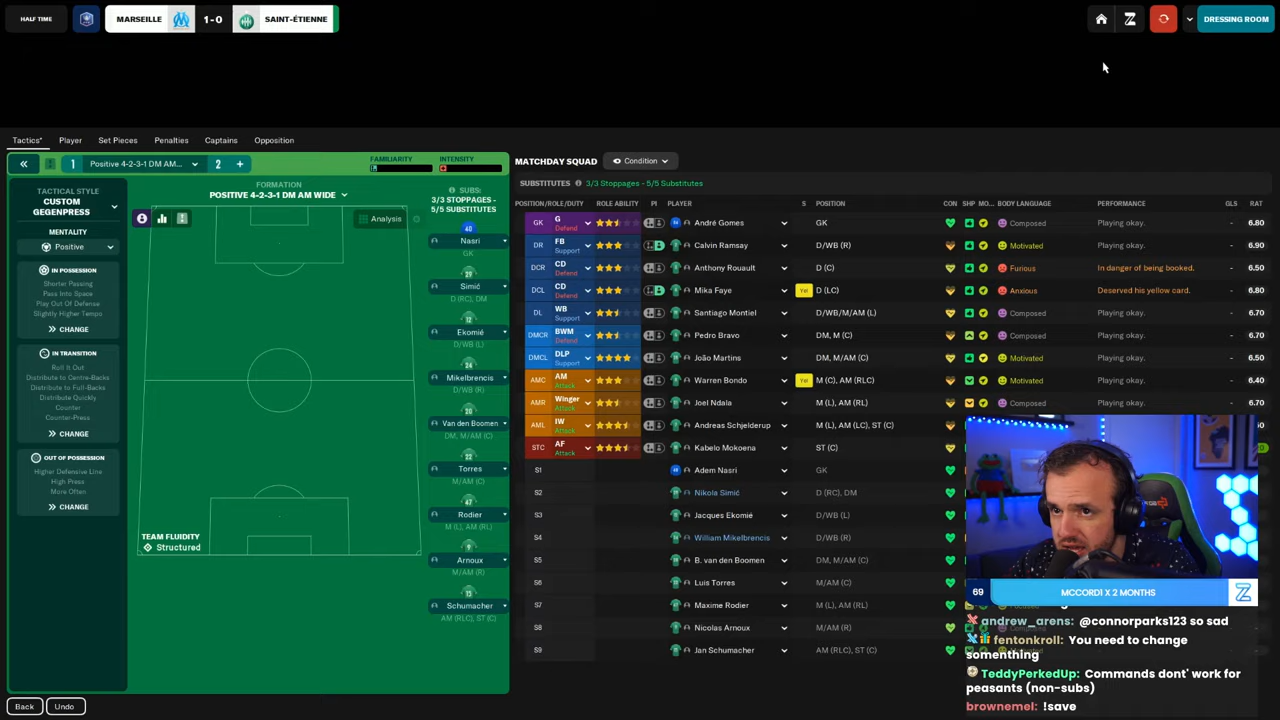 HALF TIME
MARSEILLE
1 - 0
SAINT-ÉTIENNE
DRESSING ROOM
Tactics*
Player
Set Pieces
Penalties
Captains
Opposition
1
Positive 4-2-3-1 DM AM...
2
FAMILIARITY
INTENSITY
TACTICAL STYLE
CUSTOM
GEGENPRESS
MENTALITY
Positive
IN POSSESSION
Shorter Passing
Pass Into Space
Play Out Of Defense
Slightly Higher Tempo
CHANGE
IN TRANSITION
Roll It Out
Distribute to Centre-Backs
Distribute to Full-Backs
Distribute Quickly
Counter
Counter-Press
CHANGE
OUT OF POSSESSION
Higher Defensive Line
High Press
More Often
CHANGE
FORMATION
POSITIVE 4-2-3-1 DM AM WIDE
Analysis
TEAM FLUIDITY
Structured
SUBS:
3/3 STOPPAGES -
5/5 SUBSTITUTES
40
Nasri
GK
Simić
D (RC), DM
12
Ekomié
D/WB (L)
24
Mikelbrencis
D/WB (R)
20
Van den Boomen
DM, M/AM (C)
22
Torres
M/AM (C)
47
Rodier
M (L), AM (RL)
Arnoux
M/AM (R)
15
Schumacher
AM (RLC), ST (C)
Back
Undo
MATCHDAY SQUAD
Condition
SUBSTITUTES 3/3 Stoppages - 5/5 Substitutes
POSITION/ROLE/DUTY ROLE ABILITY PI PLAYER S POSITION CON SHP MO... BODY LANGUAGE PERFORMANCE GLS RAT
GK G Defend André Gomes GK Composed Playing okay. - 6.80
DR FB Support Calvin Ramsay D/WB (R) Motivated Playing okay. - 6.90
DCR CD Defend Anthony Rouault D (C) Furious In danger of being booked. - 6.50
DCL CD Defend Mika Faye Yel D (LC) Anxious Deserved his yellow card. - 6.80
DL WB Support Santiago Montiel D/WB/M/AM (L) Composed Playing okay. - 6.70
DMCR BWM Defend Pedro Bravo DM, M (C) Composed Playing okay. - 6.70
DMCL DLP Support João Martins DM, M/AM (C) Motivated Playing okay. - 6.50
AMC AM Attack Warren Bondo Yel M (C), AM (RLC) Motivated Playing okay. - 6.40
AMR Winger Attack Joel Ndala M (L), AM (RL) Composed Playing okay. - 6.70
AML IW Attack Andreas Schjelderup M (L), AM (LC), ST (C)
STC AF Attack Kabelo Mokoena ST (C)
S1 Adem Nasri GK
S2 Nikola Simić D (RC), DM
S3 Jacques Ekomié D/WB (L)
S4 William Mikelbrencis D/WB (R)
S5 B. van den Boomen DM, M/AM (C)
S6 Luis Torres M/AM (C)
S7 Maxime Rodier M (L), AM (RL)
S8 Nicolas Arnoux M/AM (R)
S9 Jan Schumacher AM (RLC), ST (C)
69
MCCORD1 X 2 MONTHS
andrew_arens: @connorparks123 so sad
fentonkroll: You need to change
somenthing
TeddyPerkedUp: Commands dont' work for
peasants (non-subs)
brownemel: !save